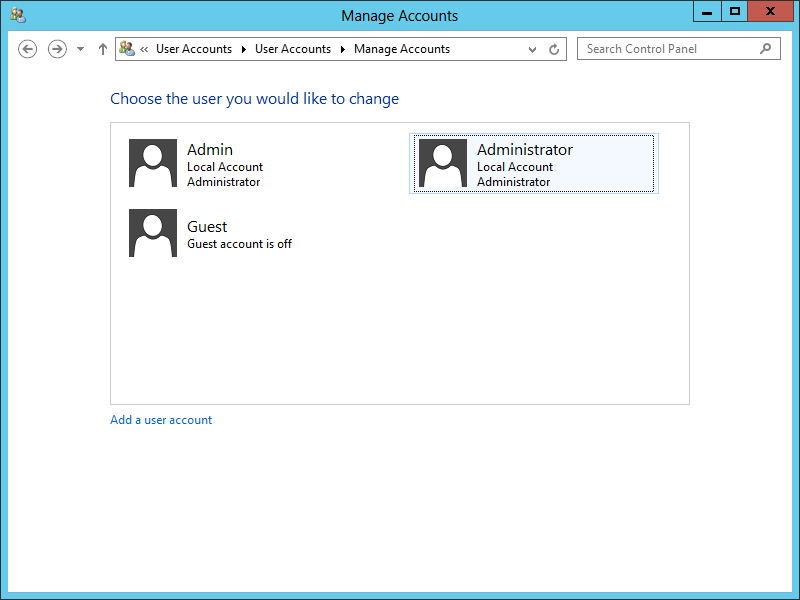 Manage Accounts
« User Accounts User Accounts Manage Accounts
Search Control Panel
Choose the user you would like to change
Admin
Local Account
Administrator
Administrator
Local Account
Administrator
Guest
Guest account is off
Add a user account